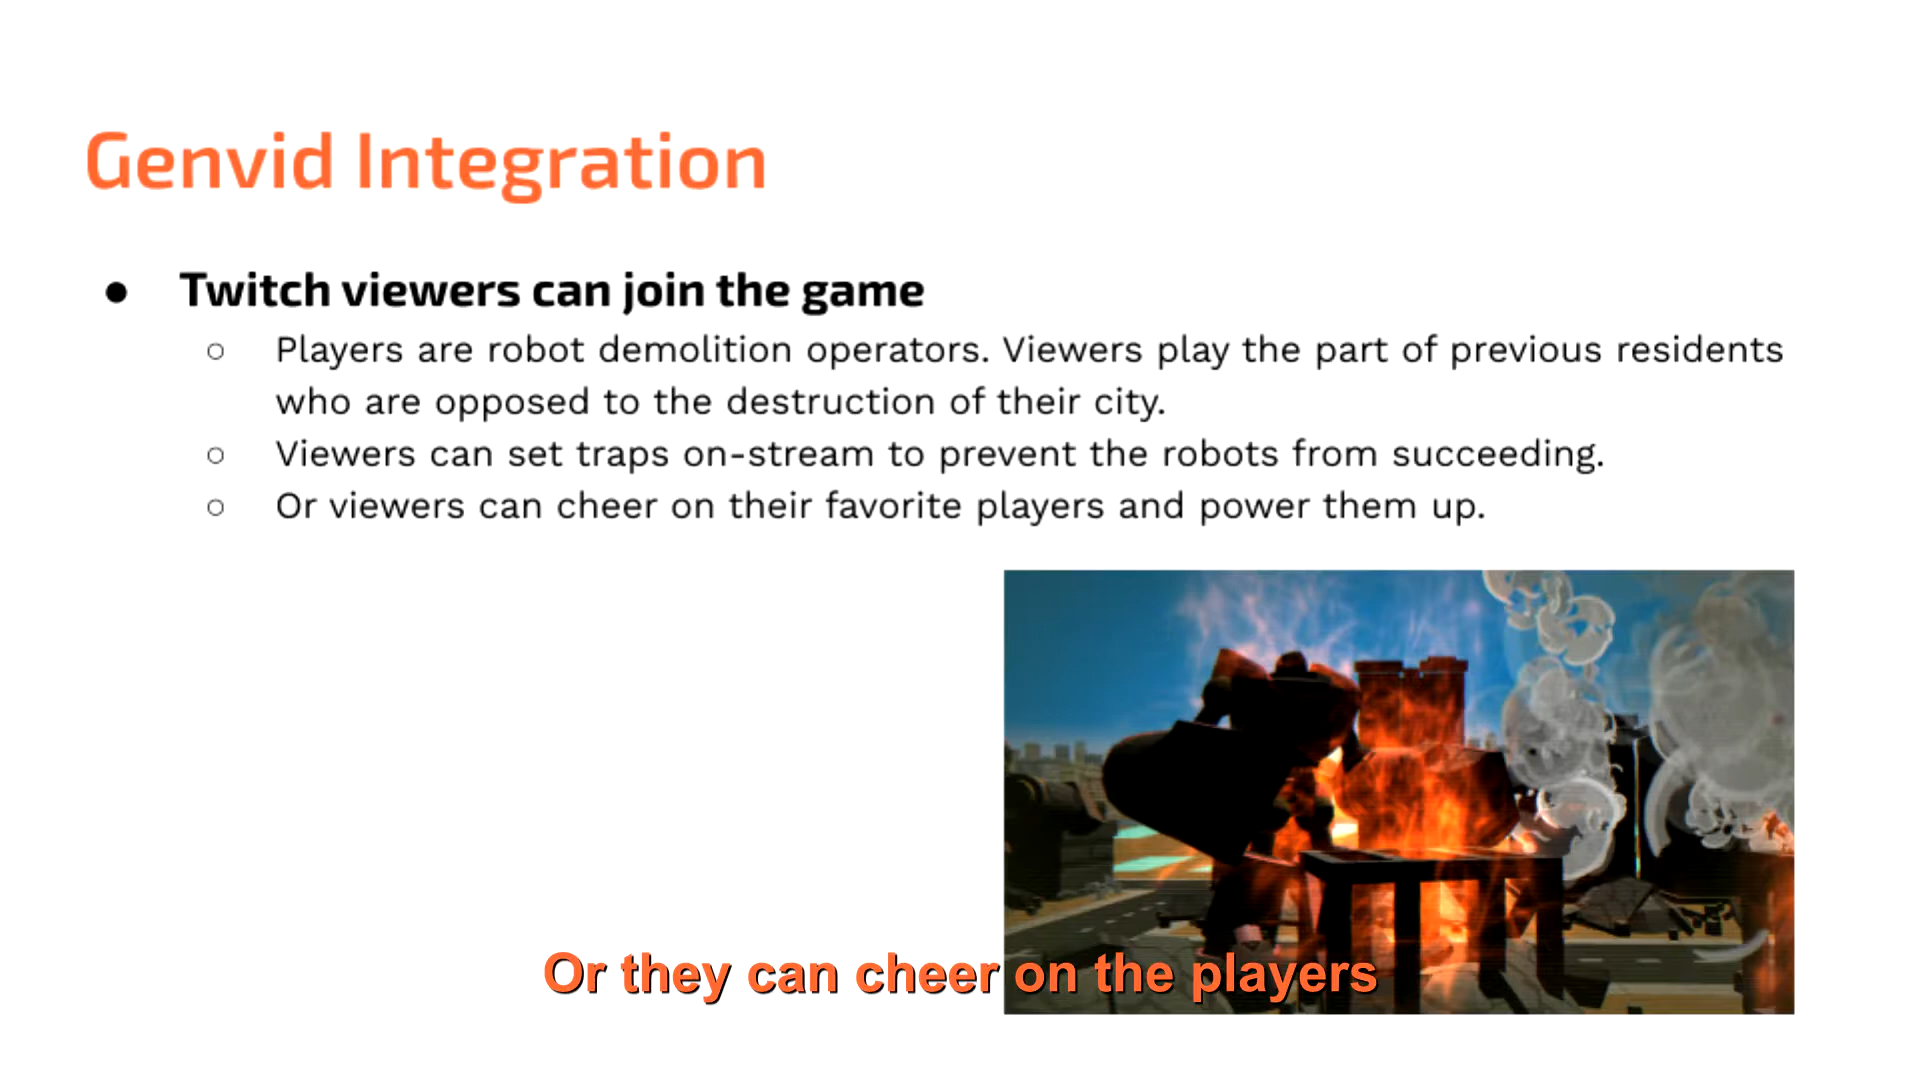 Genvid Integration
● Twitch viewers can join the game
○ Players are robot demolition operators. Viewers play the part of previous residents
who are opposed to the destruction of their city.
○ Viewers can set traps on-stream to prevent the robots from succeeding.
○ Or viewers can cheer on their favorite players and power them up.
Or they can cheer on the players